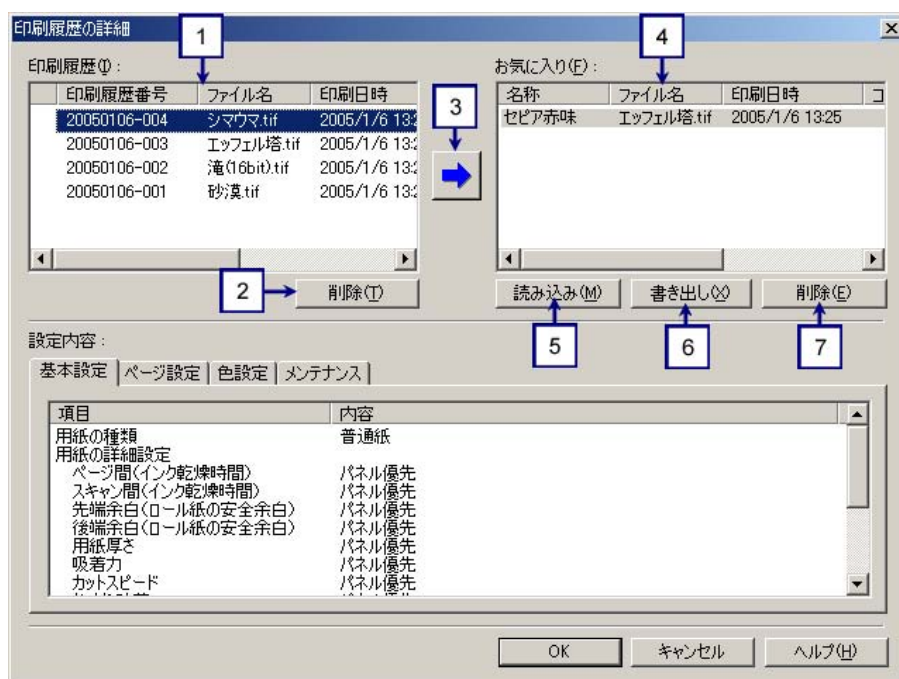 印刷履歴の詳細
1
4
印刷履歴(I)：
お気に入り(F)：
印刷履歴番号 ファイル名 印刷日時
3
名称 ファイル名 印刷日時 コ
20050106-004 シマウマ.tif 2005/1/6 13:2
セピア赤味 エッフェル塔.tif 2005/1/6 13:25
20050106-003 エッフェル塔.tif 2005/1/6 13:2
20050106-002 滝(16bit).tif 2005/1/6 13:2
20050106-001 砂漠.tif 2005/1/6 13:2
2
削除(T)
読み込み(M) 書き出し(X) 削除(E)
5 6 7
設定内容：
基本設定 ページ設定 色設定 メンテナンス
項目 内容
用紙の種類 普通紙
用紙の詳細設定
ページ間(インク乾燥時間) パネル優先
スキャン間(インク乾燥時間) パネル優先
先端余白(ロール紙の安全余白) パネル優先
後端余白(ロール紙の安全余白) パネル優先
用紙厚さ パネル優先
吸着力 パネル優先
カットスピード パネル優先
OK キャンセル ヘルプ(H)